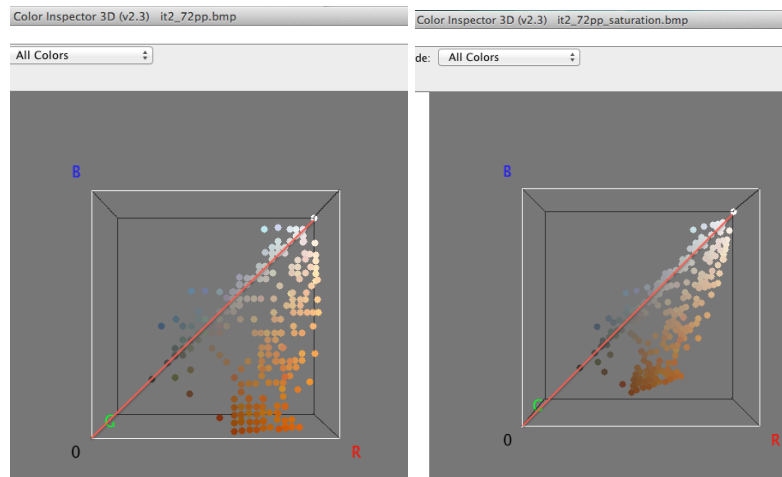 Color Inspector 3D (v2.3) it2_72pp.bmp
All Colors
B
G
0
R
Color Inspector 3D (v2.3) it2_72pp_saturation.bmp
de: All Colors
B
G
0
R